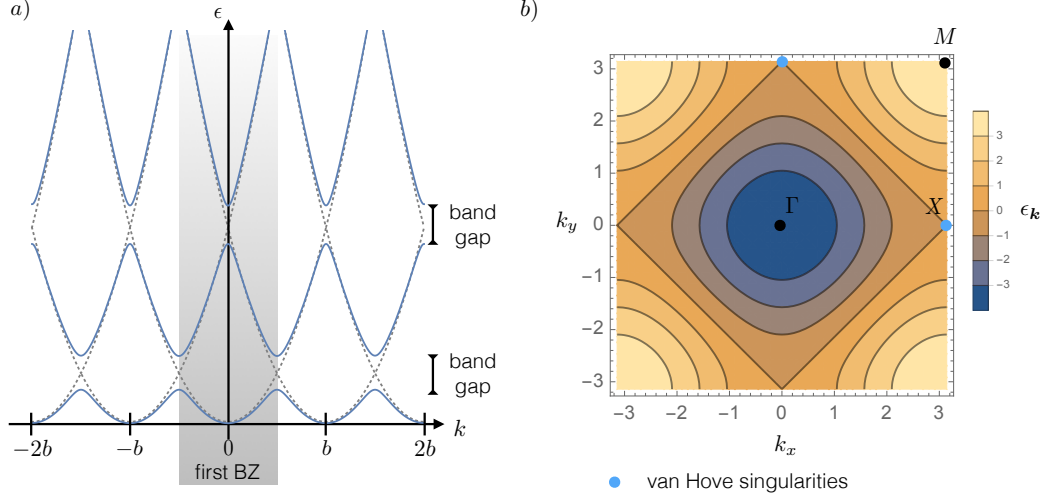 a)
ϵ
band
gap
band
gap
−2b −b 0 b 2b k
first BZ
b)
M
3
2
1
0
−1
−2
−3
k_y
Γ
X
−3 −2 −1 0 1 2 3
k_x
3
2
1
0
−1
−2
−3
ϵ_k
van Hove singularities